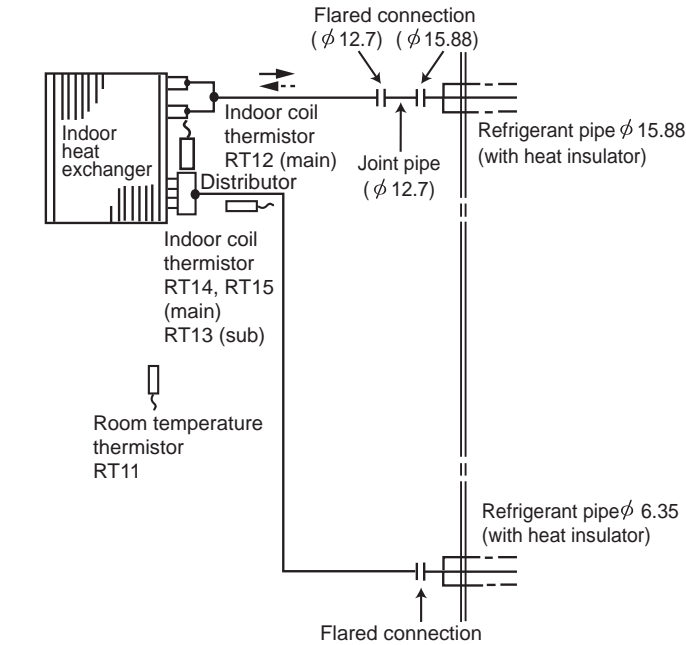 Flared connection
(ϕ12.7) (ϕ15.88)
Indoor
heat
exchanger
Indoor coil
thermistor
RT12 (main)
Joint pipe
(ϕ12.7)
Refrigerant pipe ϕ 15.88
(with heat insulator)
Distributor
Indoor coil
thermistor
RT14, RT15
(main)
RT13 (sub)
Room temperature
thermistor
RT11
Refrigerant pipe ϕ 6.35
(with heat insulator)
Flared connection